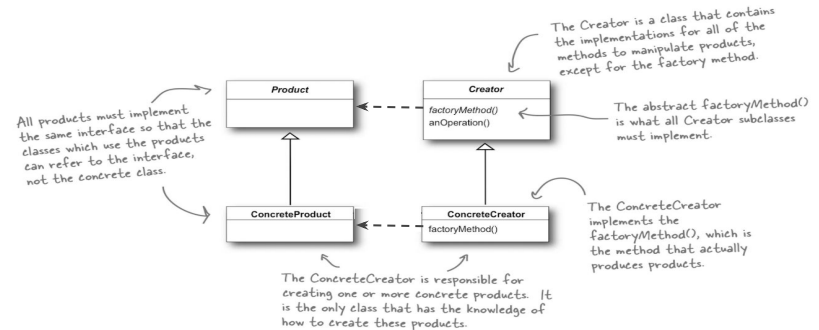 The Creator is a class that contains
the implementations for all of the
methods to manipulate products,
except for the factory method.
Product
Creator
factoryMethod()
anOperation()
All products must implement
the same interface so that the
classes which use the products
can refer to the interface,
not the concrete class.
The abstract factoryMethod()
is what all Creator subclasses
must implement.
ConcreteProduct
ConcreteCreator
factoryMethod()
The ConcreteCreator
implements the
factoryMethod(), which is
the method that actually
produces products.
The ConcreteCreator is responsible for
creating one or more concrete products. It
is the only class that has the knowledge of
how to create these products.